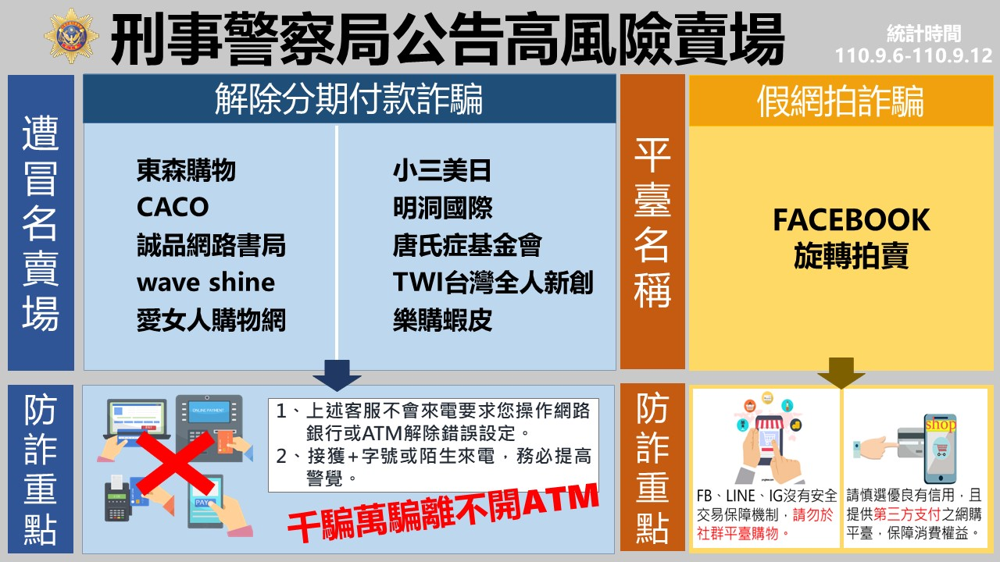 刑事警察局公告高風險賣場
統計時間
110.9.6-110.9.12
遭冒名賣場
解除分期付款詐騙
東森購物
CACO
誠品網路書局
wave shine
愛女人購物網
小三美日
明洞國際
唐氏症基金會
TWI台灣全人新創
樂購蝦皮
平臺名稱
假網拍詐騙
FACEBOOK
旋轉拍賣
防詐重點
ONLINE PAYMENT
PAY
1、上述客服不會來電要求您操作網路
銀行或ATM解除錯誤設定。
2、接獲+字號或陌生來電，務必提高
警覺。
千騙萬騙離不開ATM
防詐重點
FB、LINE、IG沒有安全
交易保障機制，請勿於
社群平臺購物。
shop
請慎選優良有信用，且
提供第三方支付之網購
平臺，保障消費權益。